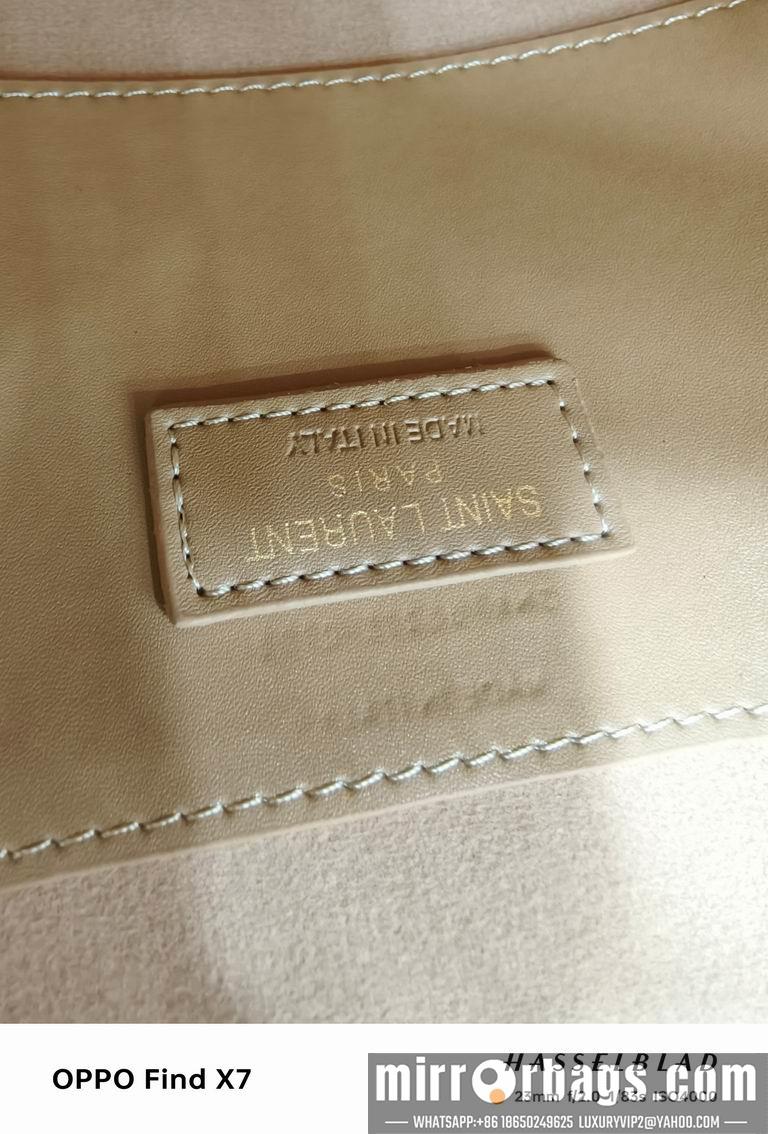 SAINT LAURENT
PARIS
MADE IN ITALY
OPPO Find X7
HASSELBLAD
23mm f/2.0 1/83s ISO4000
mirrorbags.com
WHATSAPP:+86 18650249625 LUXURYVIP2@YAHOO.COM